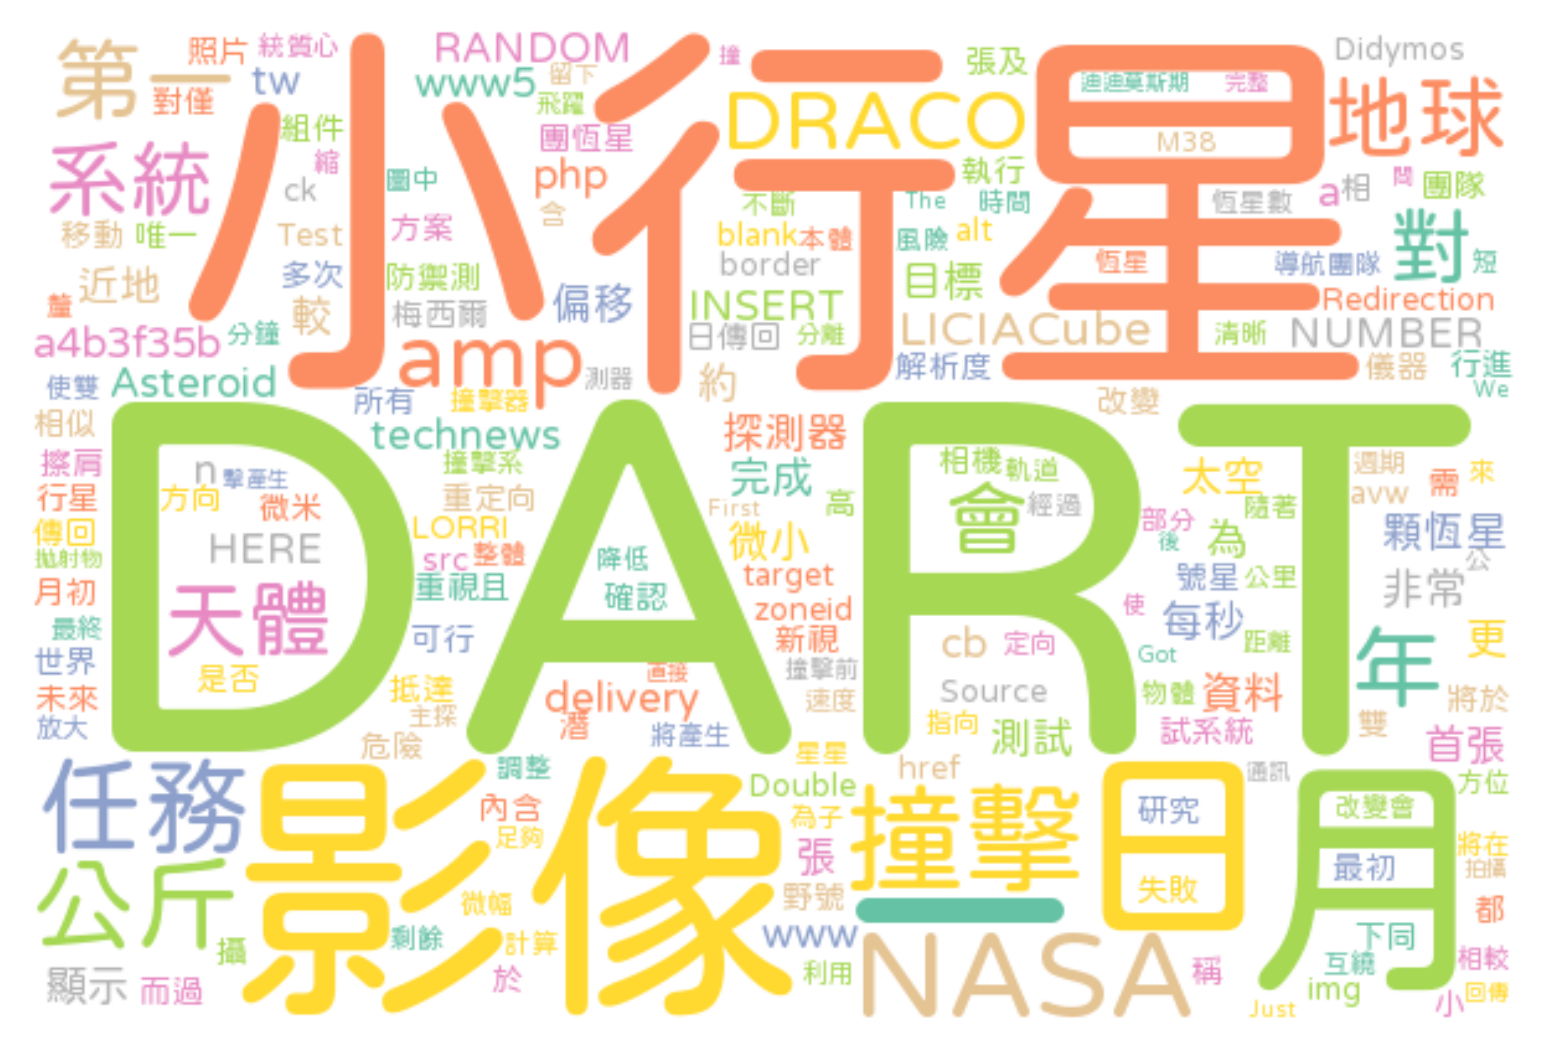 第一
照片
統質心
RANDOM
撞
小行星
張及
Didymos
tw
www5
留下
迪迪莫斯期
完整
地球
對僅
飛躍
DRACO
組件
團恆星
M38
系統
縮
圖中
php
執行
問
團隊
ck
不斷
The
時間
恆星數
a
相
移動
唯一
Test
方案
含
blank
本體
風險
alt
對
近地
多次
防禦測
border
目標
恆星
導航團隊
短
較
梅西爾
偏移
INSERT
Redirection
a4b3f35b
分鐘
amp
日傳回
分離
LICIACube
清晰
NUMBER
使雙
Asteroid
測器
約
解析度
儀器
行進
We
所有
撞擊器
改變
相似
technews
探測器
DART
擦肩
n
擊產生
撞擊系
完成
相機
軌道
太空
週期
需
來
行星
方向
微米
重定向
First
高
會
經過
avw
隨著
傳回
HERE
LORRI
微小
部分
後
為
顆恆星
拋射物
src
整體
降低
公
月初
天體
重視且
確認
target
號星
公里
非常
最終
zoneid
使
每秒
世界
可行
新視
cb
定向
Got
距離
年
更
未來
是否
抵達
直接
撞擊前
Source
物體
資料
將於
放大
主探
delivery
速度
潛
將產生
指向
測試
試系統
雙
首張
危險
星星
任務
影像
調整
Double
href
通訊
方位
內含
足夠
為子
撞擊
日
研究
月
改變會
張
將在
公斤
最初
拍攝
微幅
野號
一
失敗
都
攝
剩餘
計算
www
NASA
下同
顯示
而過
於
利用
稱
互繞
相較
img
Just
小
回傳